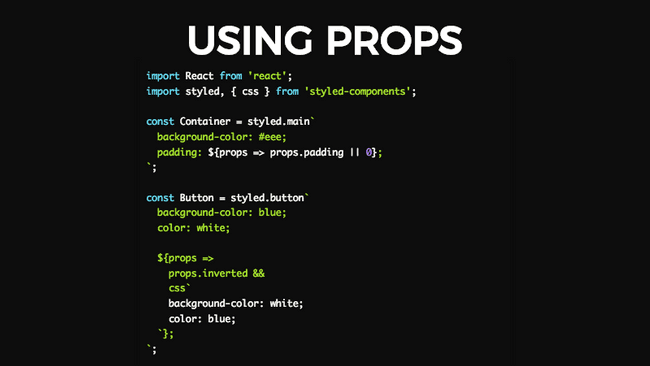 USING PROPS
import React from 'react';
import styled, { css } from 'styled-components';
const Container = styled.main`
  background-color: #eee;
  padding: ${props => props.padding || 0};
`;
const Button = styled.button`
  background-color: blue;
  color: white;
  ${props =>
    props.inverted &&
    css`
    background-color: white;
    color: blue;
  `};
`;